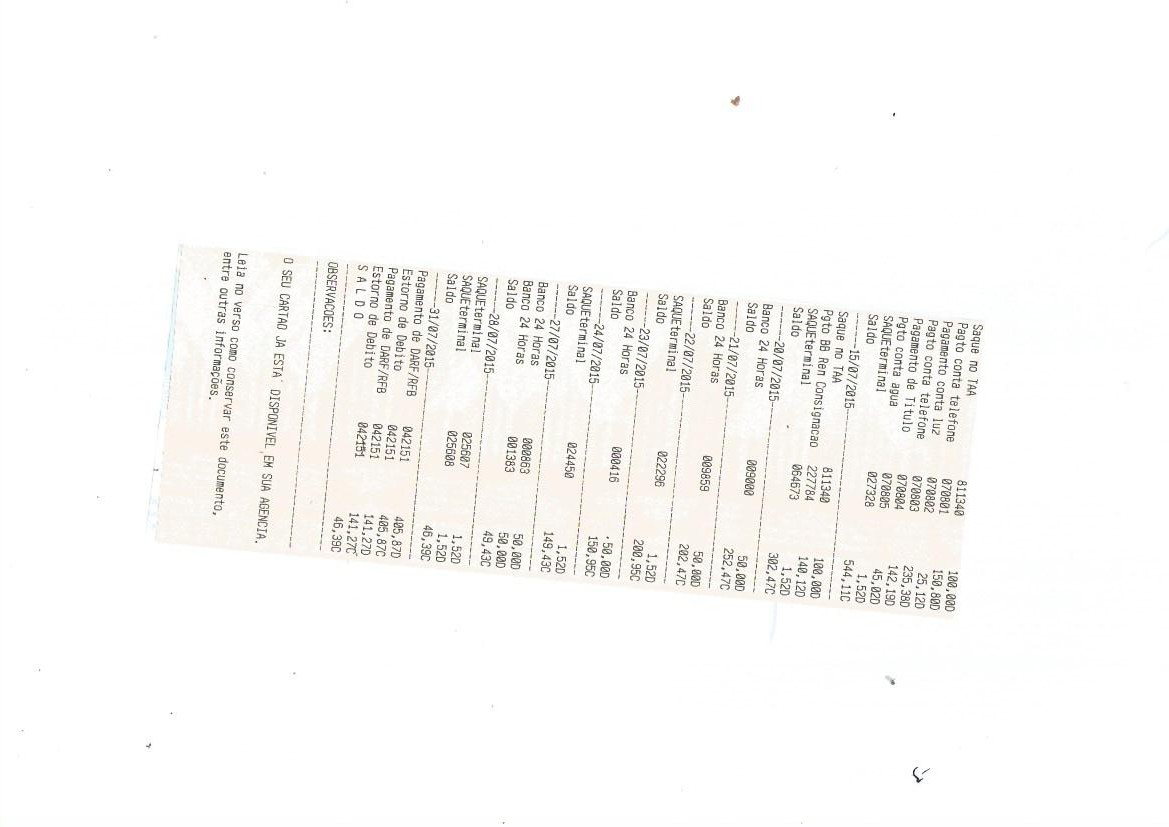 Saque no TAA 811340 100,00D
Pagto conta telefone 070801 150,80D
Pagamento conta luz 070802 25,12D
Pagto conta telefone 070803 235,38D
Pagamento de Titulo 070804 142,19D
Pgto conta agua 070805 45,02D
SAQUEterminal 027328 1,52D
Saldo 544,11C
-------15/07/2015-------
Saque no TAA 811340 100,00D
Pgto BB Ren Consignacao 227784 140,12D
SAQUEterminal 064673 1,52D
Saldo 302,47C
-------20/07/2015-------
Banco 24 Horas 009000 50,00D
Saldo 252,47C
-------21/07/2015-------
Banco 24 Horas 009859 50,00D
Saldo 202,47C
-------22/07/2015-------
SAQUEterminal 022296 1,52D
Saldo 200,95C
-------23/07/2015-------
Banco 24 Horas 000416 50,00D
Saldo 150,95C
-------24/07/2015-------
SAQUEterminal 024450 1,52D
Saldo 149,43C
-------27/07/2015-------
Banco 24 Horas 000863 50,00D
Banco 24 Horas 001383 50,00D
Saldo 49,43C
-------28/07/2015-------
SAQUEterminal 025607 1,52D
SAQUEterminal 025608 1,52D
Saldo 46,39C
-------31/07/2015-------
Pagamento de DARF/RFB 042151 405,87D
Estorno de Debito 042151 405,87C
Pagamento de DARF/RFB 042151 141,27D
Estorno de Debito 042151 141,27C
S A L D O 46,39C
OBSERVACOES:
O SEU CARTAO JA ESTA' DISPONIVEL EM SUA AGENCIA.
Leia no verso como conservar este documento,
entre outras informações.